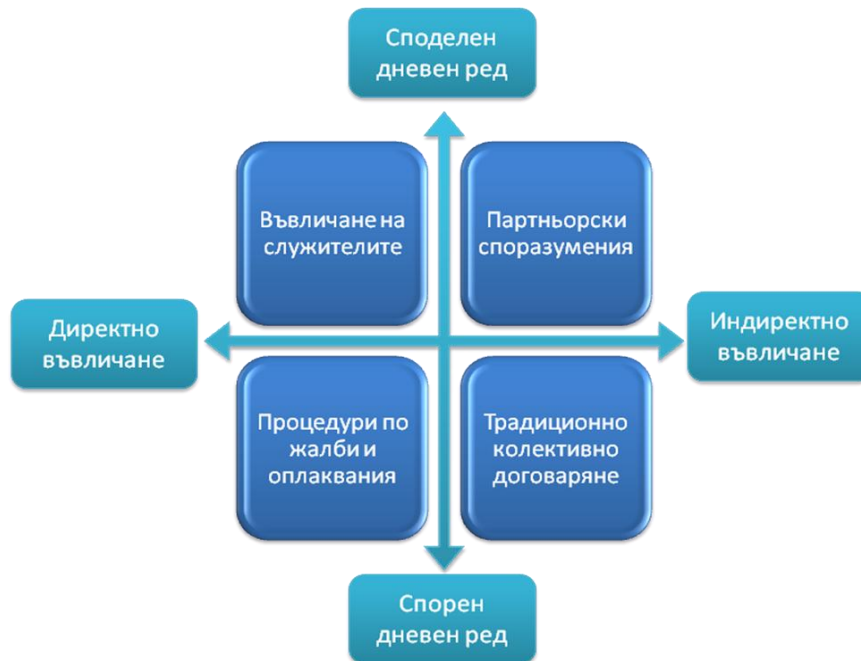 Споделен
дневен ред
Въвличане на
служителите
Партньорски
споразумения
Директно
въвличане
Индиректно
въвличане
Процедури по
жалби и
оплаквания
Традиционно
колективно
договаряне
Спорен
дневен ред